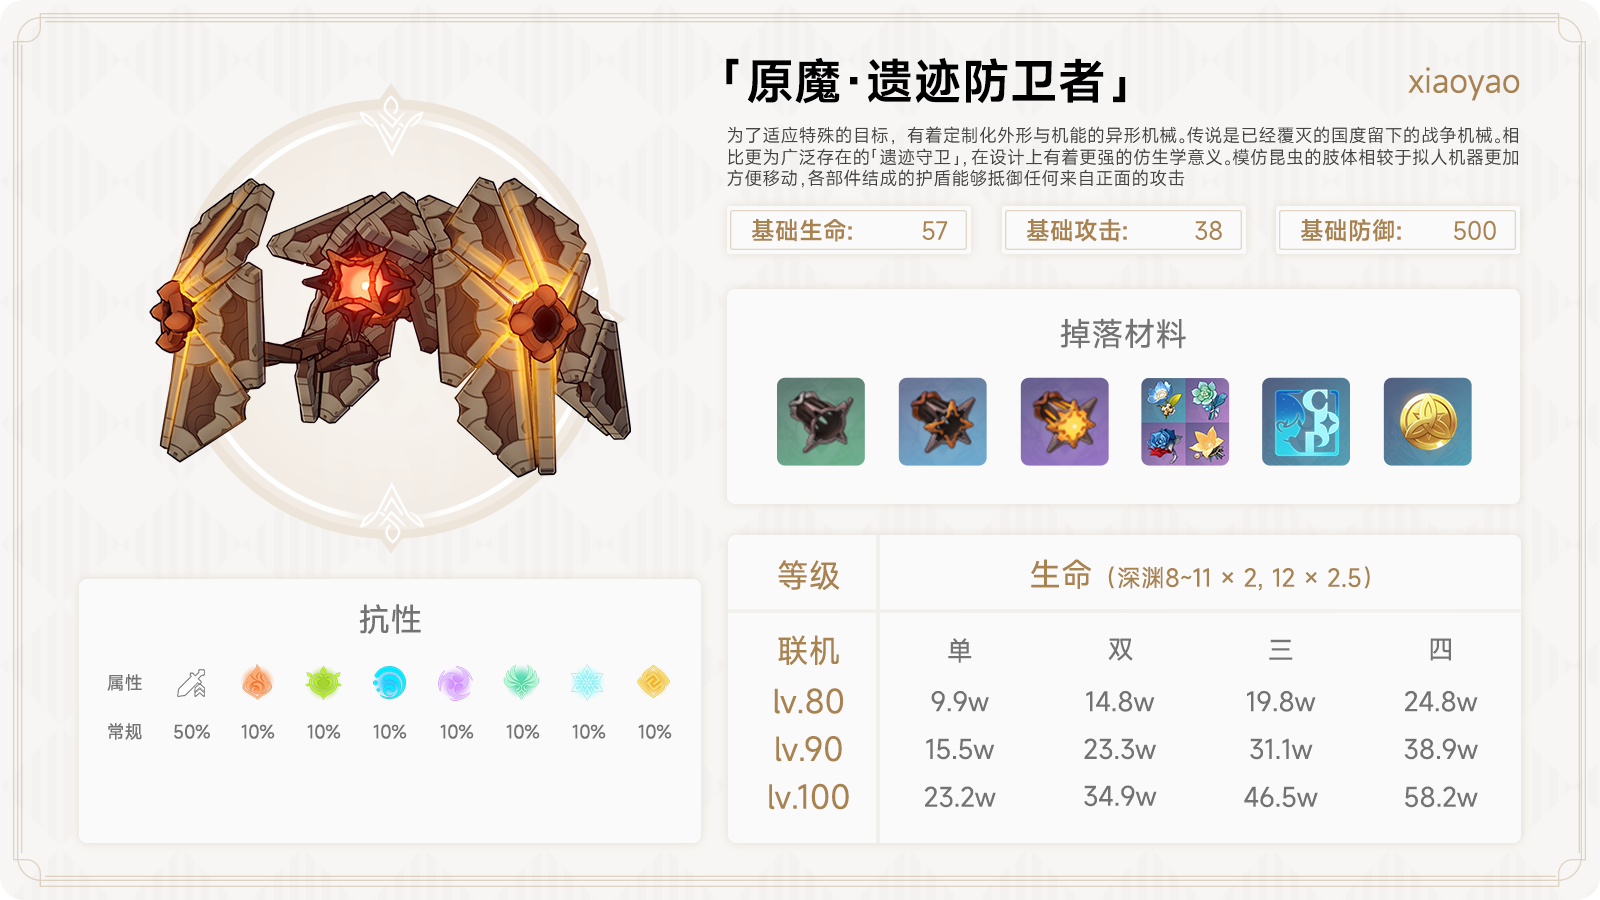 「原魔·遗迹防卫者」
xiaoyao
为了适应特殊的目标，有着定制化外形与机能的异形机械。传说是已经覆灭的国度留下的战争机械。相
比更为广泛存在的「遗迹守卫」，在设计上有着更强的仿生学意义。模仿昆虫的肢体相较于拟人机器更加
方便移动，各部件结成的护盾能够抵御任何来自正面的攻击
基础生命: 57
基础攻击: 38
基础防御: 500
掉落材料
抗性
属性
常规 50% 10% 10% 10% 10% 10% 10% 10%
等级 生命（深渊8~11 × 2, 12 × 2.5）
联机 单 双 三 四
lv.80 9.9w 14.8w 19.8w 24.8w
lv.90 15.5w 23.3w 31.1w 38.9w
lv.100 23.2w 34.9w 46.5w 58.2w